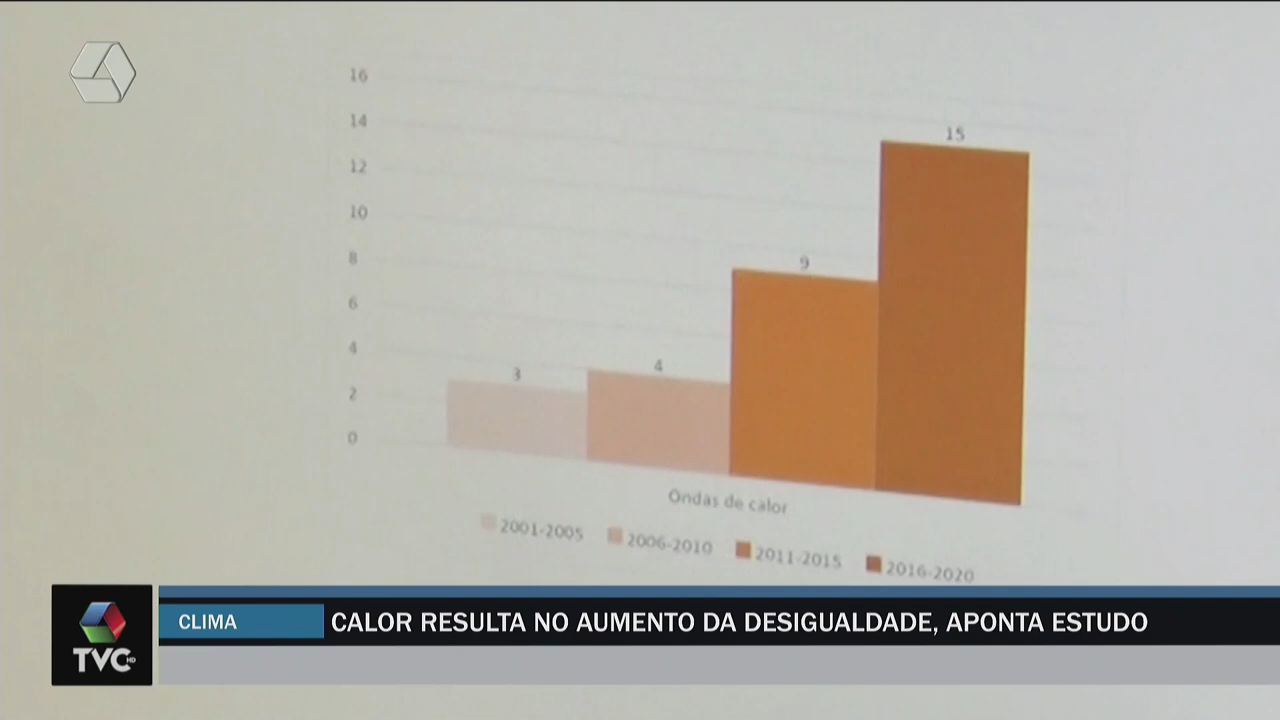 16
14
12
10
8
6
4
2
0
3
4
9
15
Ondas de calor
2001-2005 2006-2010 2011-2015 2016-2020
CLIMA
CALOR RESULTA NO AUMENTO DA DESIGUALDADE, APONTA ESTUDO
TVC HD